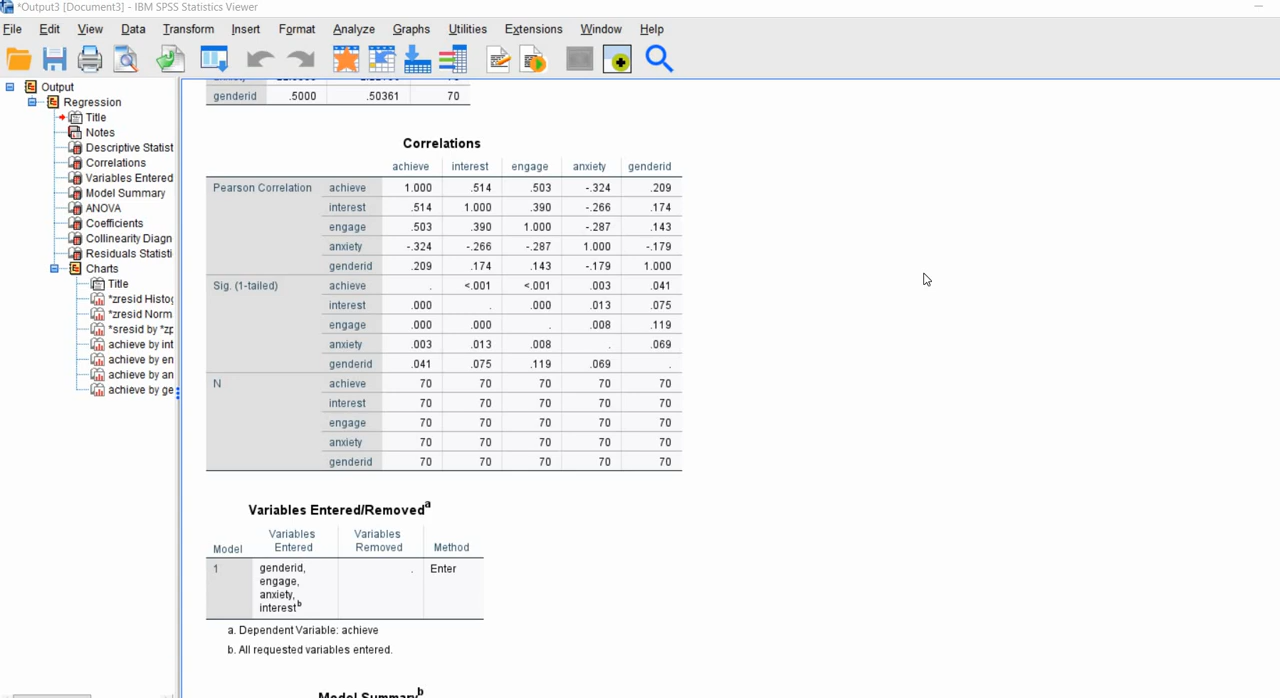 *Output3 [Document3] - IBM SPSS Statistics Viewer
File Edit View Data Transform Insert Format Analyze Graphs Utilities Extensions Window Help
Output
Regression
Title
Notes
Descriptive Statist
Correlations
Variables Entered
Model Summary
ANOVA
Coefficients
Collinearity Diagn
Residuals Statisti
Charts
Title
*zresid Histog
*zresid Norm
*sresid by *zp
achieve by int
achieve by en
achieve by an
achieve by ge
genderid .5000 .50361 70
Correlations
achieve interest engage anxiety genderid
Pearson Correlation achieve 1.000 .514 .503 -.324 .209
interest .514 1.000 .390 -.266 .174
engage .503 .390 1.000 -.287 .143
anxiety -.324 -.266 -.287 1.000 -.179
genderid .209 .174 .143 -.179 1.000
Sig. (1-tailed) achieve . <.001 <.001 .003 .041
interest .000 . .000 .013 .075
engage .000 .000 . .008 .119
anxiety .003 .013 .008 . .069
genderid .041 .075 .119 .069 .
N achieve 70 70 70 70 70
interest 70 70 70 70 70
engage 70 70 70 70 70
anxiety 70 70 70 70 70
genderid 70 70 70 70 70
Variables Entered/Removedᵃ
Model Variables Entered Variables Removed Method
1 genderid, . Enter
engage,
anxiety,
interestᵇ
a. Dependent Variable: achieve
b. All requested variables entered.
Model Summaryᵇ